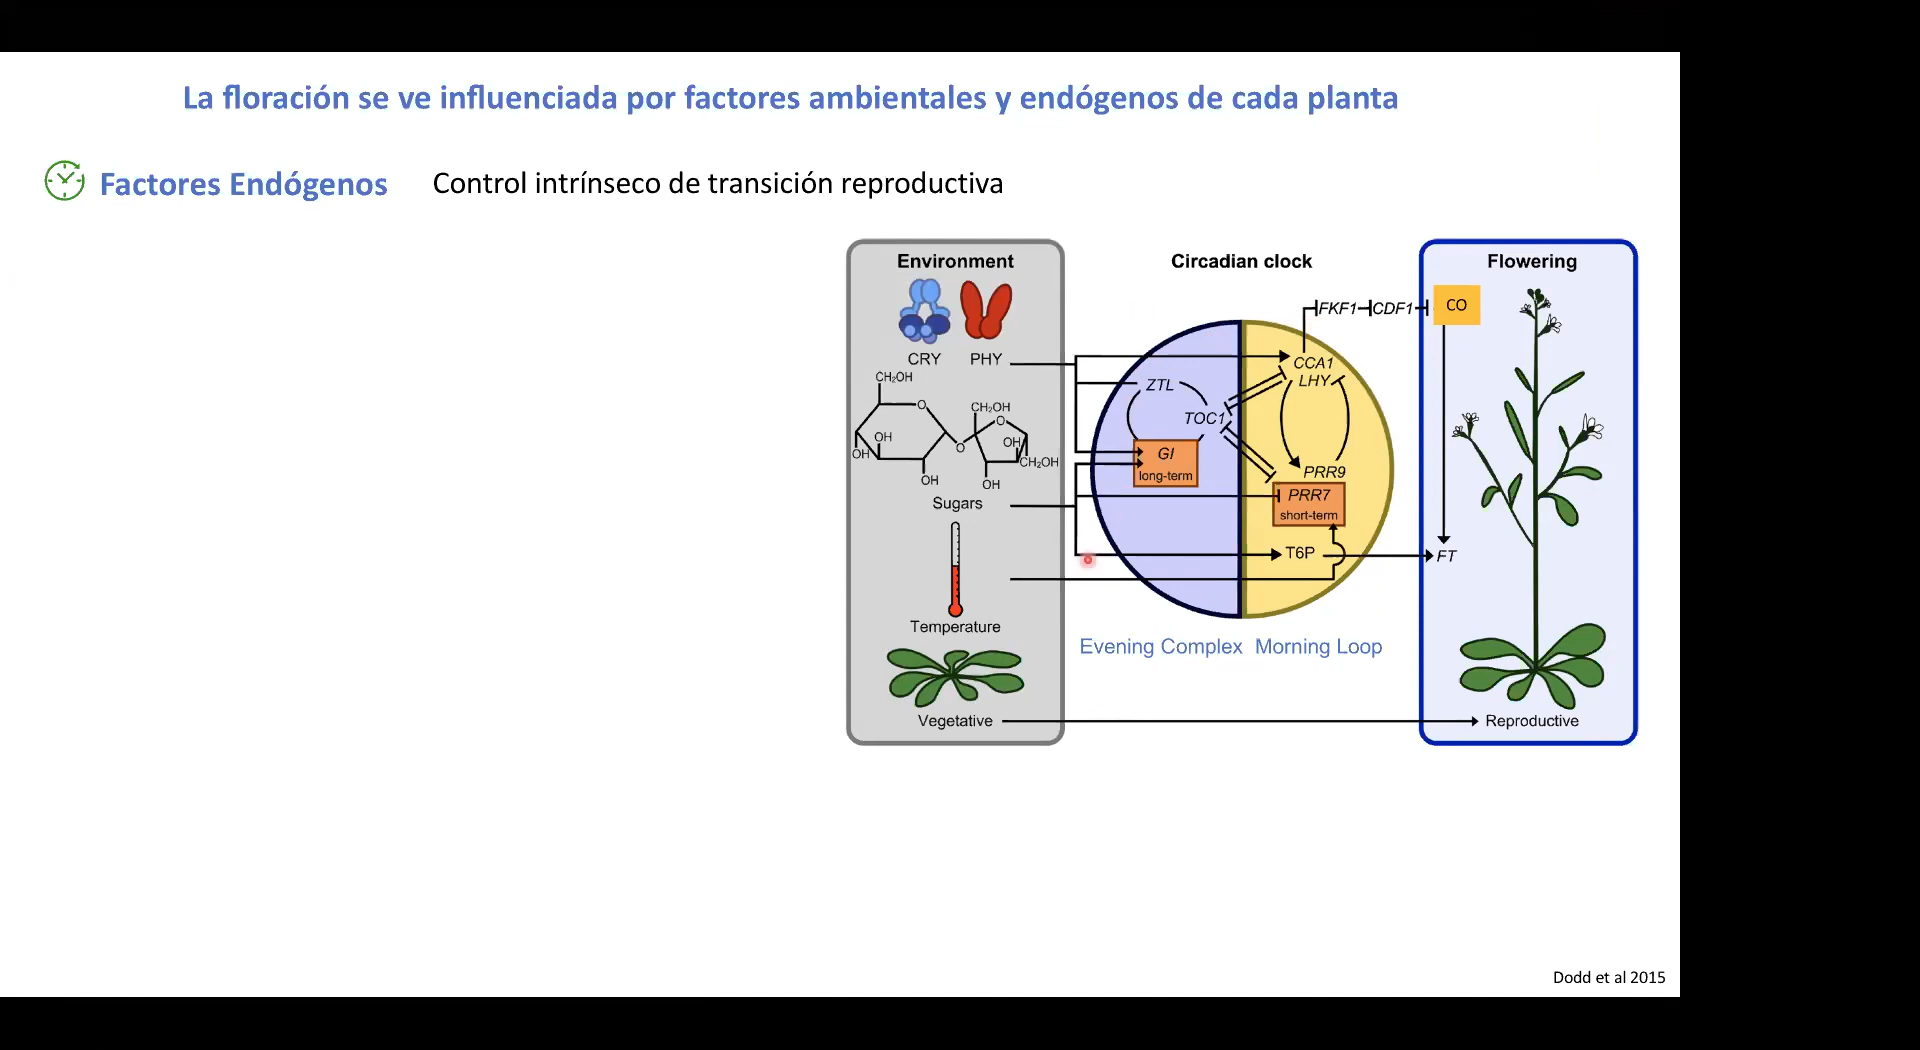 La floración se ve influenciada por factores ambientales y endógenos de cada planta
Factores Endógenos
Control intrínseco de transición reproductiva
Environment
CRY
PHY
CH₂OH
O
OH
OH
OH
O
CH₂OH
O
OH
CH₂OH
OH
Sugars
Temperature
Vegetative
Circadian clock
FKF1
CDF1
CCA1
LHY
ZTL
TOC1
GI
long-term
PRR9
PRR7
short-term
T6P
Evening Complex
Morning Loop
Flowering
CO
FT
Reproductive
Dodd et al 2015